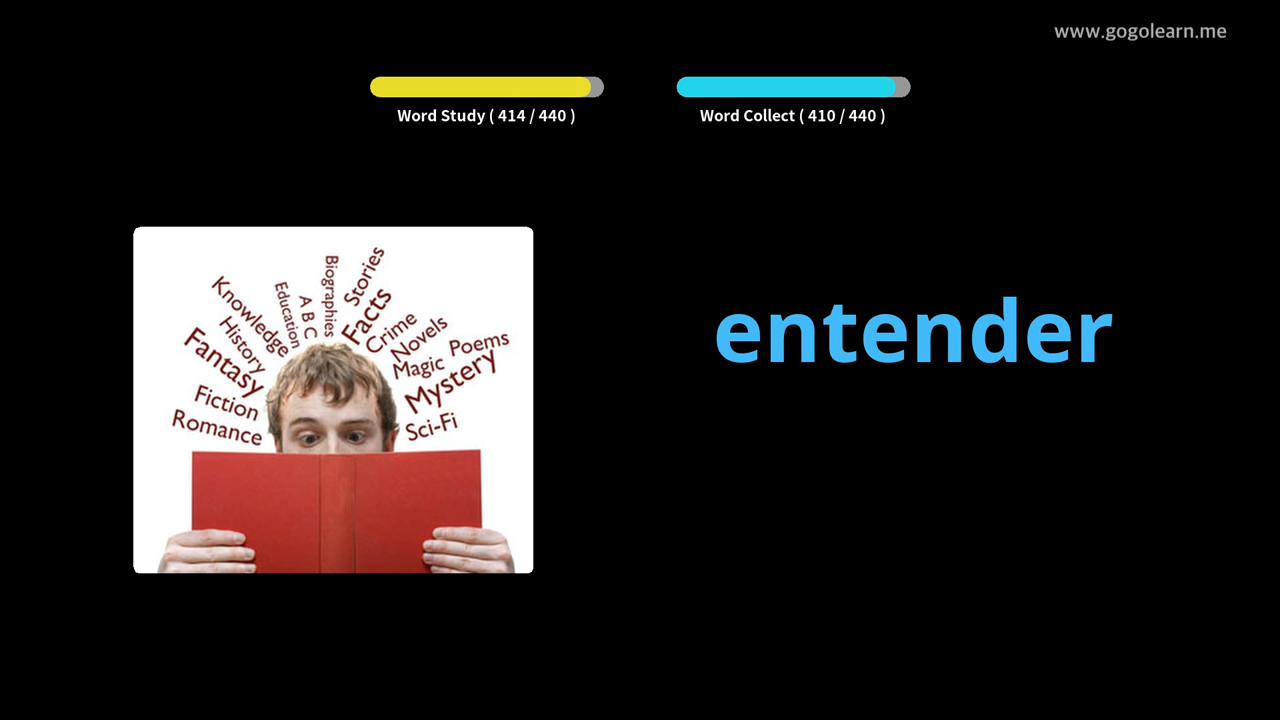 www.gogolearn.me
Word Study ( 414 / 440 )
Word Collect ( 410 / 440 )
Biographies
Stories
Education
A B C
Facts
Knowledge
Crime
History
Novels
Fantasy
Magic
Poems
Mystery
Fiction
Romance
Sci-Fi
entender